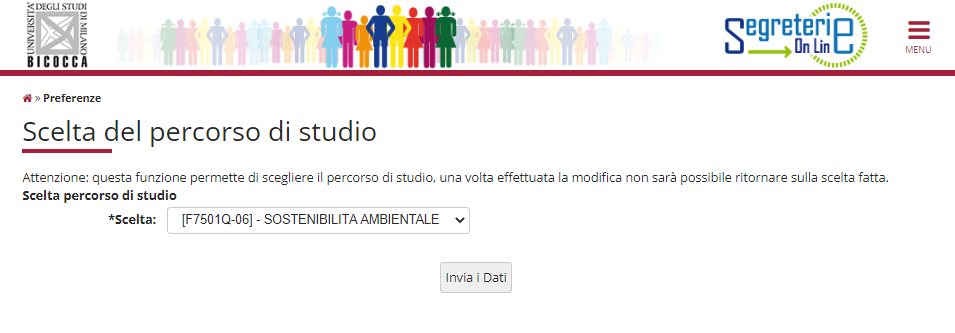 UNIVERSITÀ
DEGLI STUDI
DI MILANO
BICOCCA
Segreterie
On Line
MENU
» Preferenze
Scelta del percorso di studio
Attenzione: questa funzione permette di scegliere il percorso di studio, una volta effettuata la modifica non sarà possibile ritornare sulla scelta fatta.
Scelta percorso di studio
*Scelta: [F7501Q-06] - SOSTENIBILITA AMBIENTALE
Invia i Dati